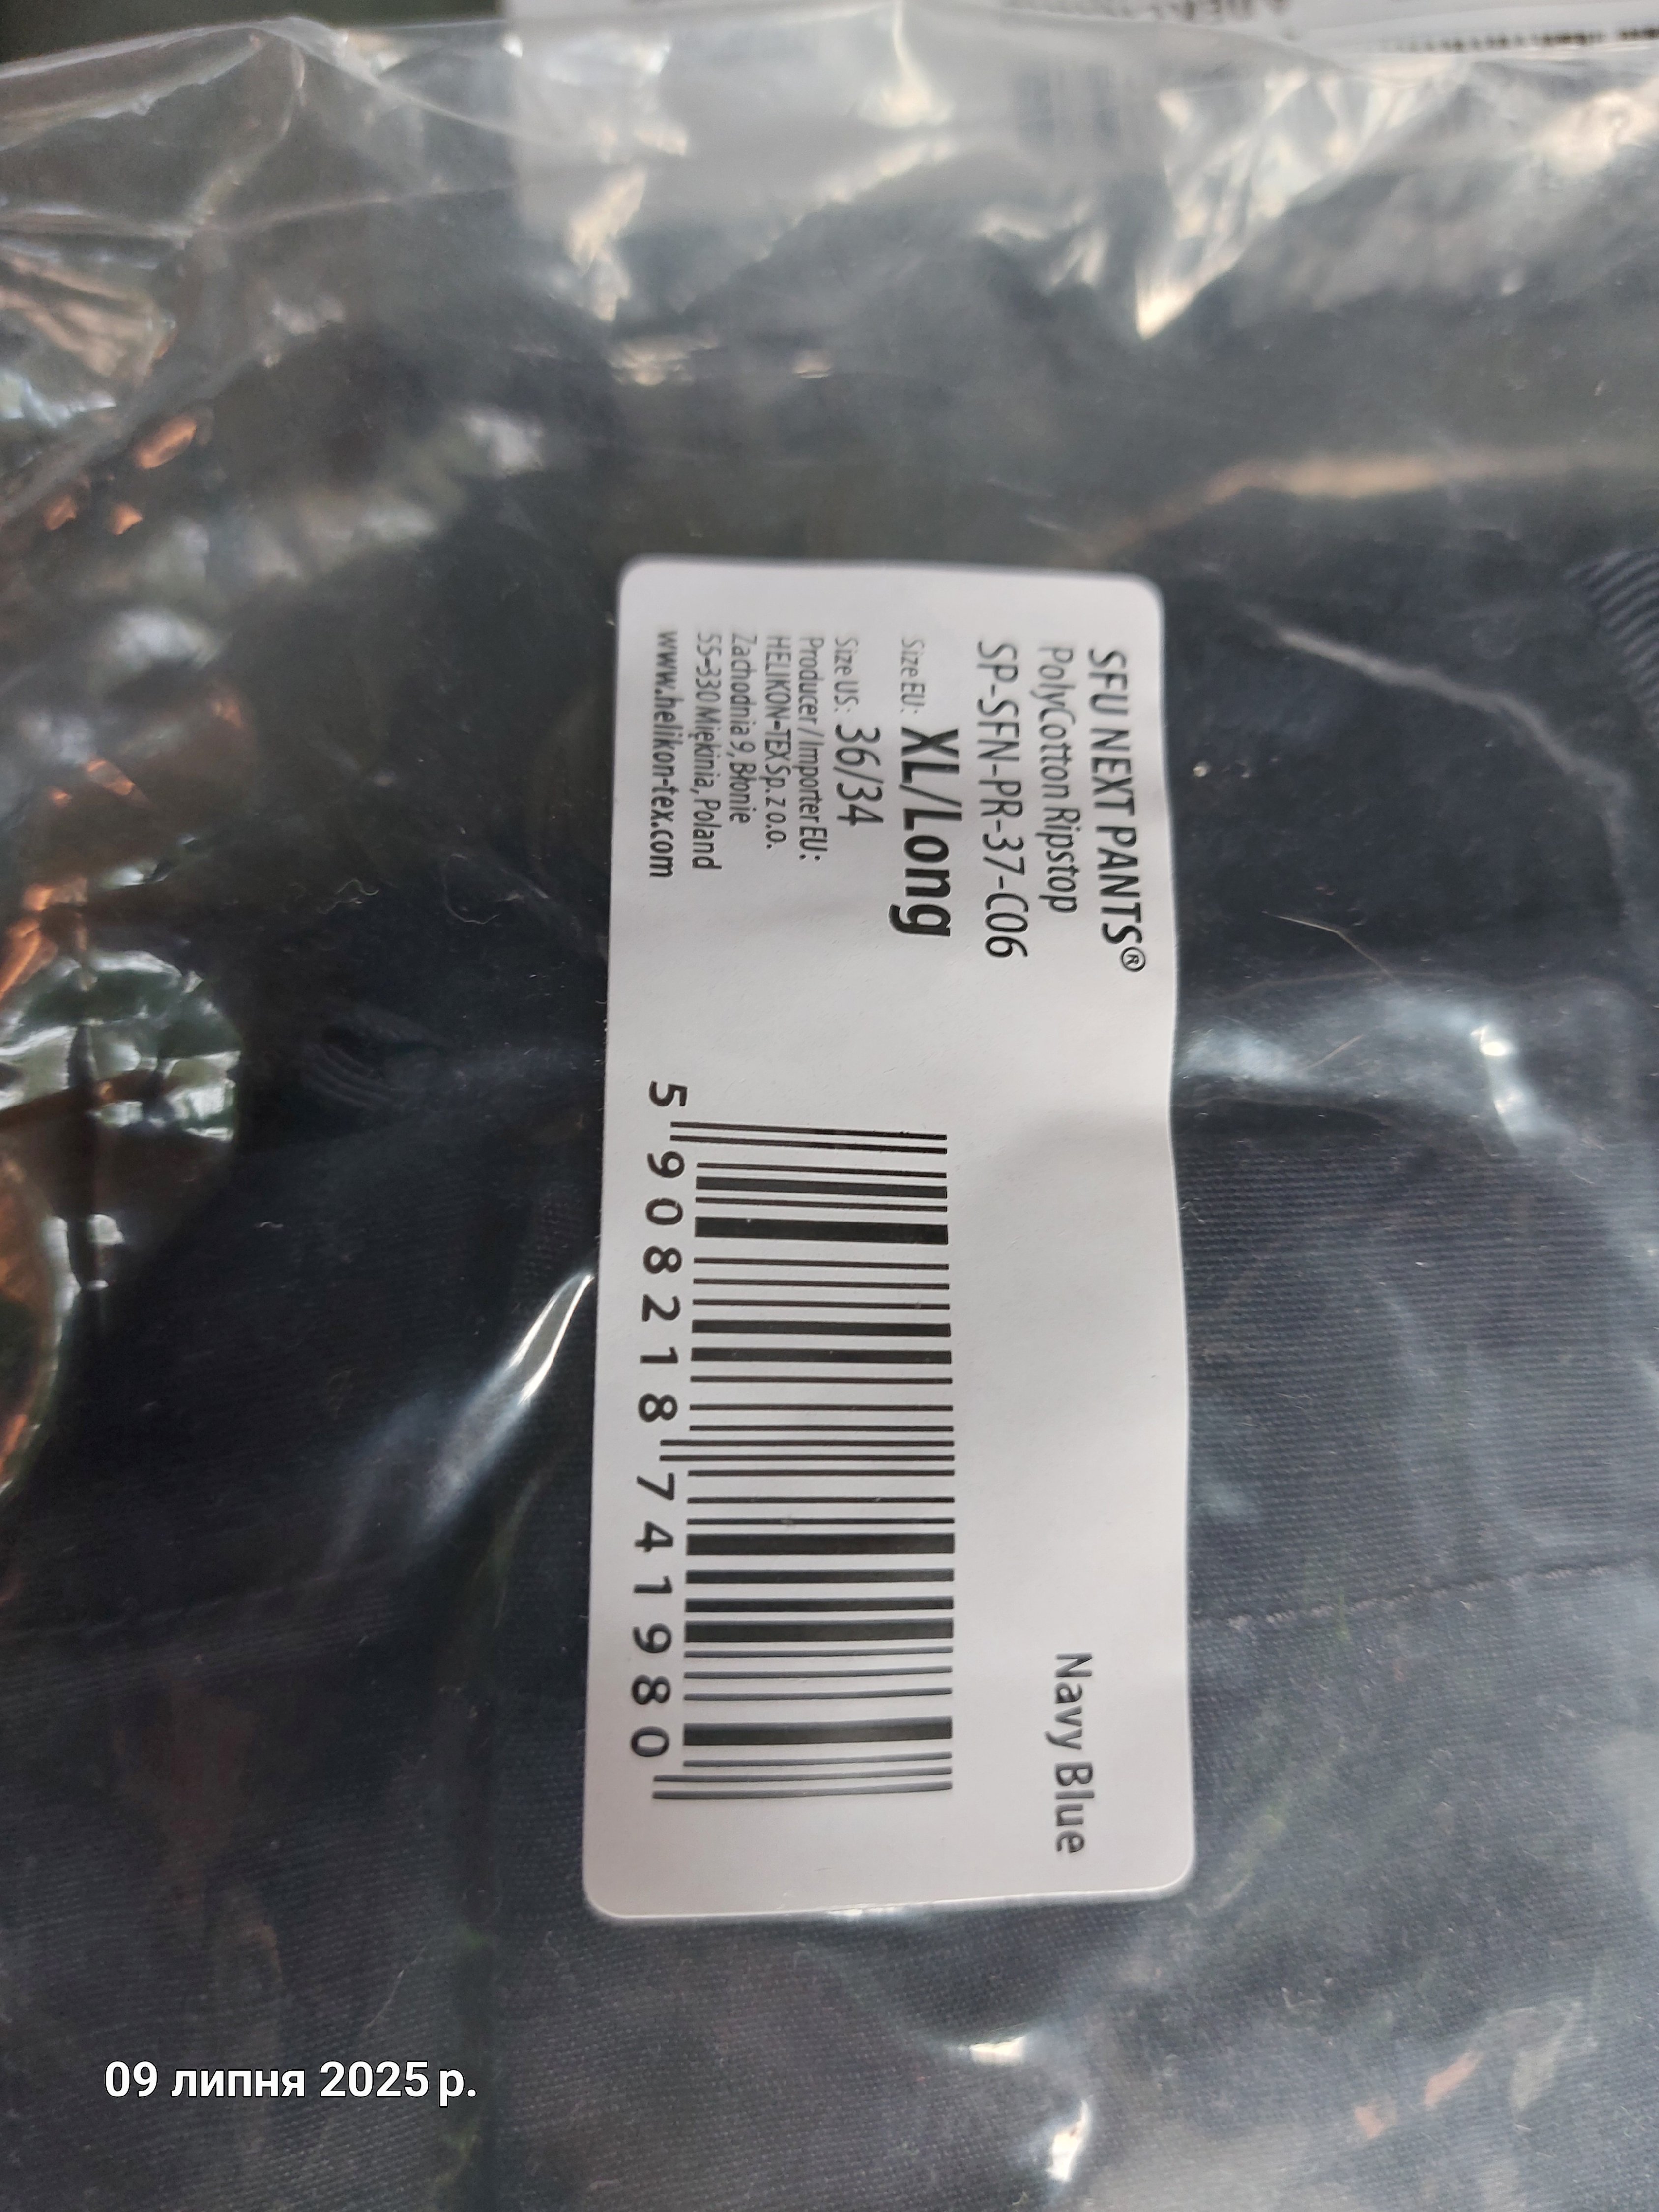 SFU NEXT PANTS®
PolyCotton Ripstop
Navy Blue
SP-SFN-PR-37-C06
Size EU: XL/Long
Size US: 36/34
Producer / Importer EU:
HELIKON-TEX Sp. z o.o.
Zachodnia 9, Błonie
55-330 Miękinia, Poland
www.helikon-tex.com
5 908218 741980
09 липня 2025 р.